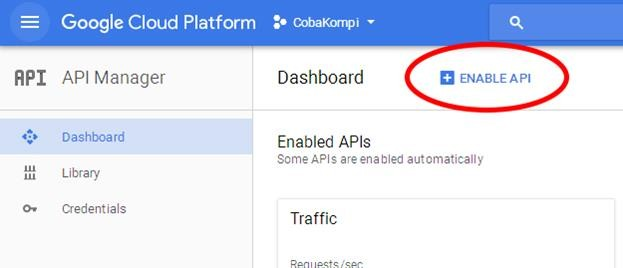 Google Cloud Platform
CobaKompi
API API Manager
Dashboard
ENABLE API
Dashboard
Library
Credentials
Enabled APIs
Some APIs are enabled automatically
Traffic
Requests/sec